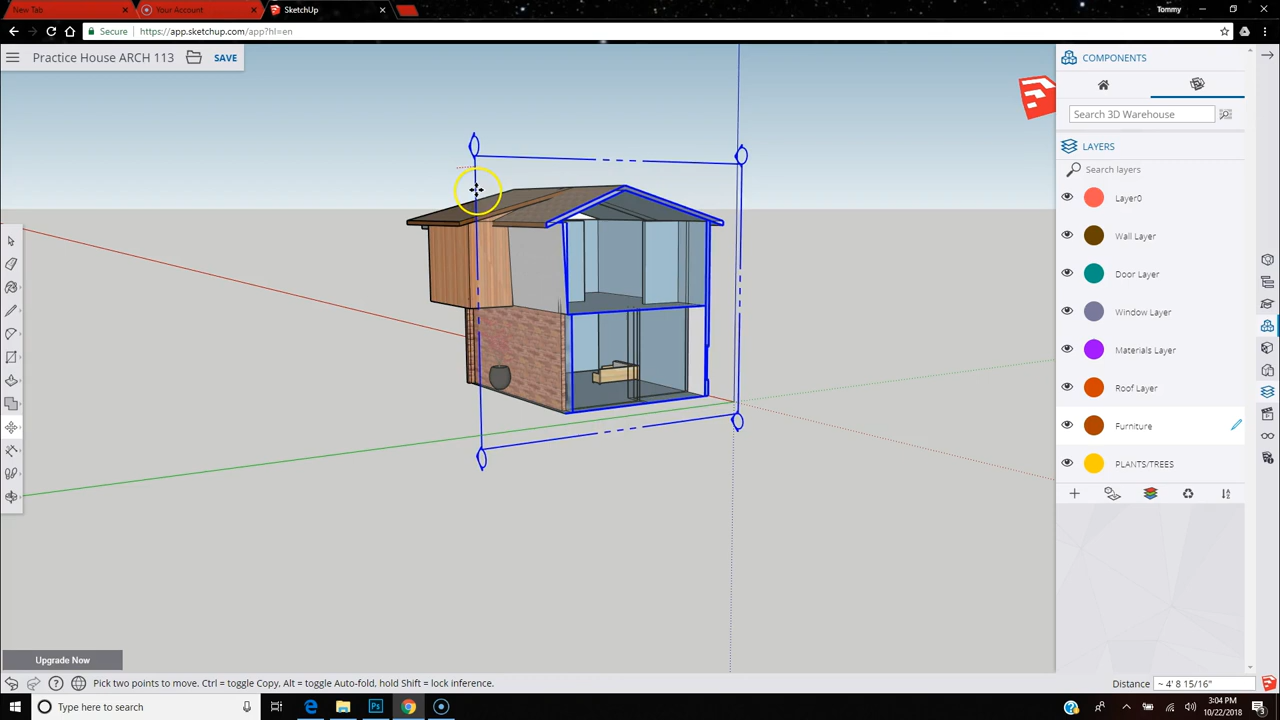 New Tab
Your Account
SketchUp
Tommy
Secure
https://app.sketchup.com/app?hl=en
Practice House ARCH 113
SAVE
COMPONENTS
Search 3D Warehouse
LAYERS
Search layers
Layer0
Wall Layer
Door Layer
Window Layer
Materials Layer
Roof Layer
Furniture
PLANTS/TREES
Upgrade Now
Pick two points to move. Ctrl = toggle Copy, Alt = toggle Auto-fold, hold Shift = lock inference.
Distance
~ 4' 8 15/16"
Type here to search
Ps
3:04 PM
10/22/2018